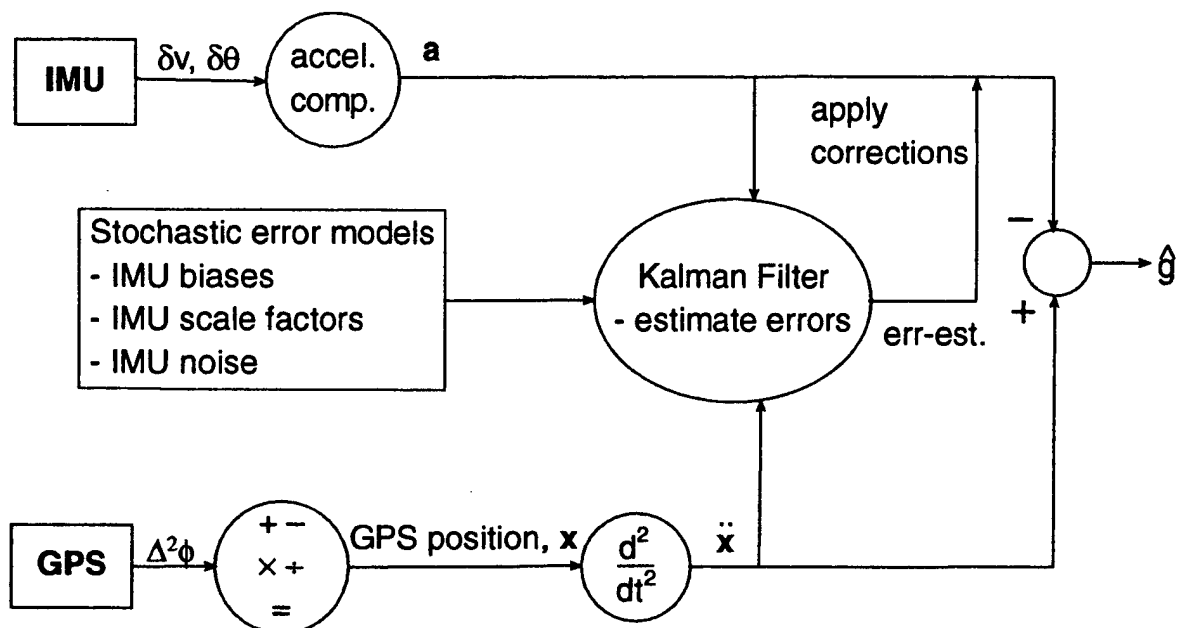 IMU
δv, δθ
accel.
comp.
a
apply
corrections
Stochastic error models
- IMU biases
- IMU scale factors
- IMU noise
Kalman Filter
- estimate errors
err-est.
−
+
ĝ
GPS
Δ²ϕ
+ −
× ÷
=
GPS position, x
d²
dt²
ẍ